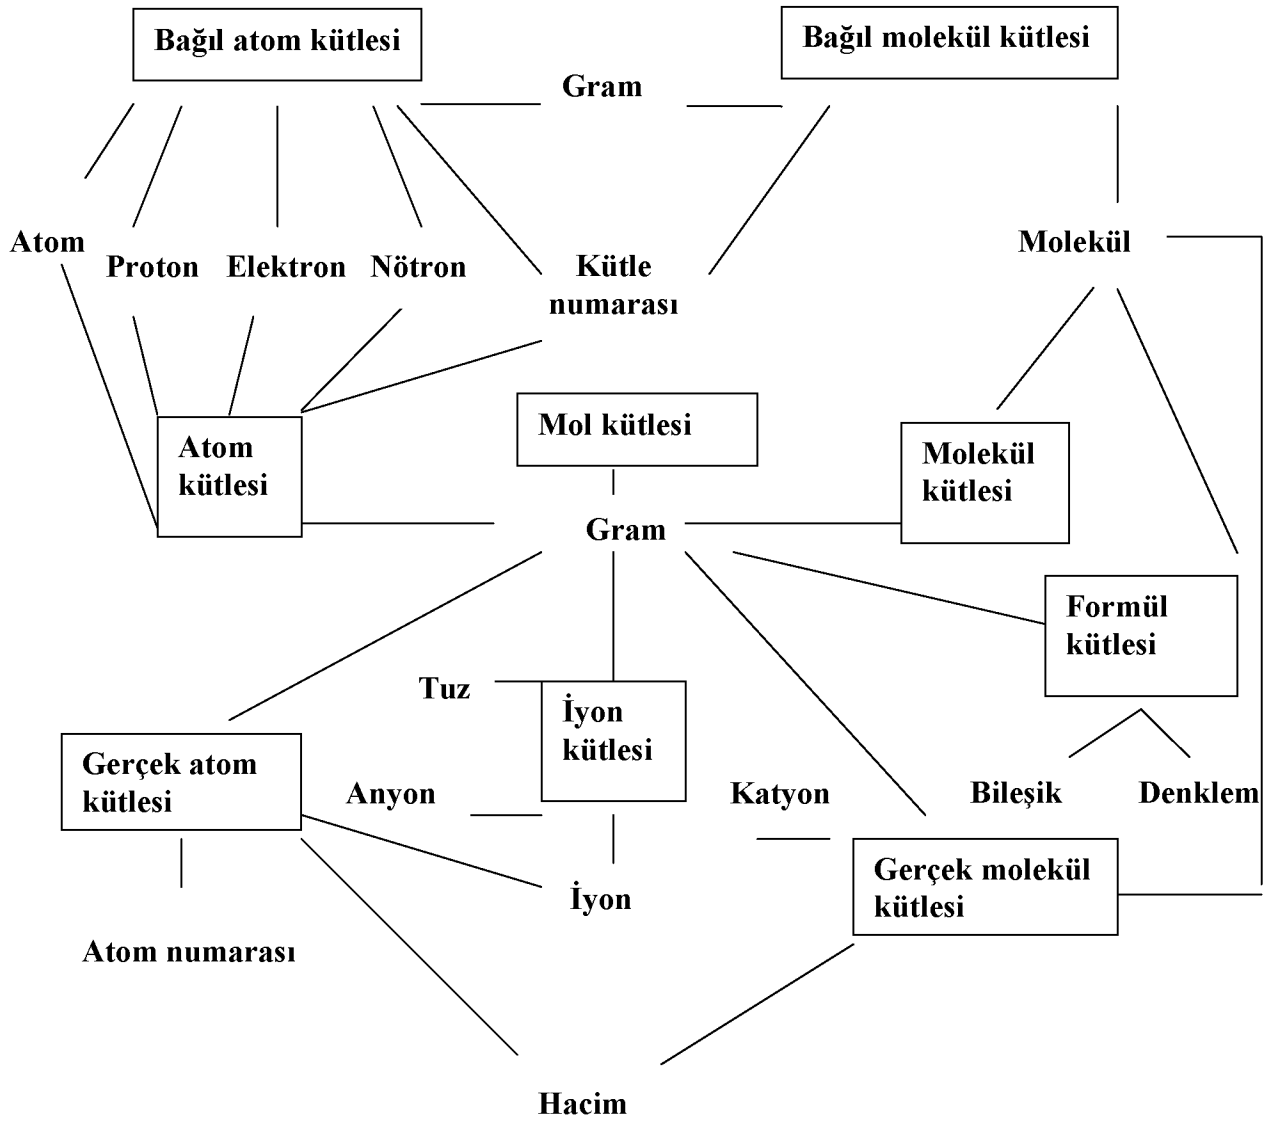 Bağıl atom kütlesi
Bağıl molekül kütlesi
Gram
Atom
Proton
Elektron
Nötron
Kütle
numarası
Molekül
Atom
kütlesi
Mol kütlesi
Molekül
kütlesi
Gram
Formül
kütlesi
Tuz
İyon
kütlesi
Gerçek atom
kütlesi
Anyon
Katyon
Bileşik
Denklem
Gerçek molekül
kütlesi
İyon
Atom numarası
Hacim